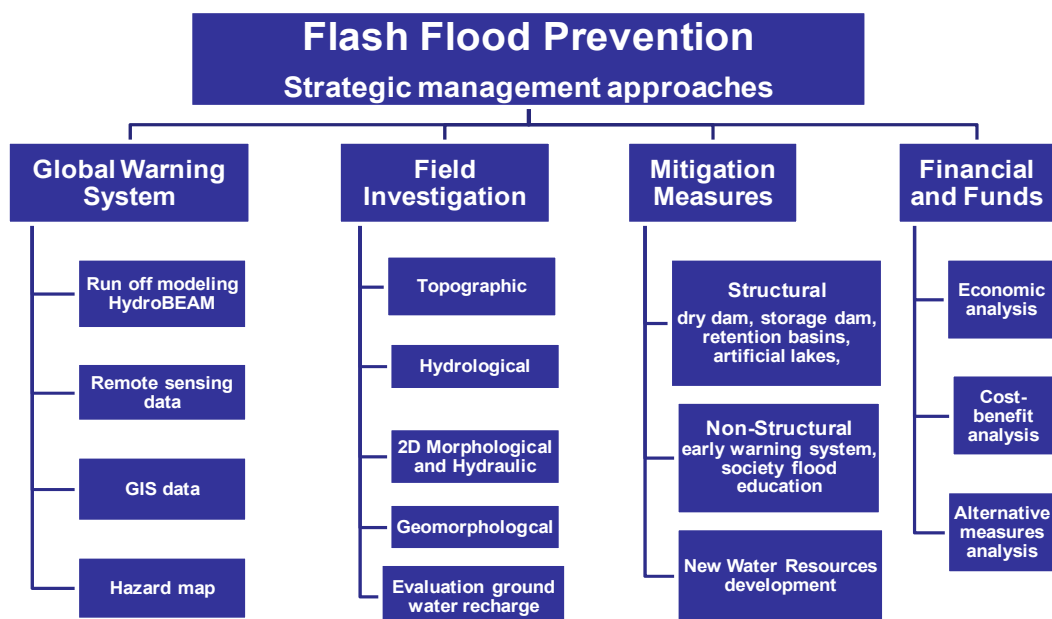 Flash Flood Prevention
Strategic management approaches
Global Warning
System
Run off modeling
HydroBEAM
Remote sensing
data
GIS data
Hazard map
Field
Investigation
Topographic
Hydrological
2D Morphological
and Hydraulic
Geomorphologcal
Evaluation ground
water recharge
Mitigation
Measures
Structural
dry dam, storage dam,
retention basins,
artificial lakes,
Non-Structural
early warning system,
society flood
education
New Water Resources
development
Financial
and Funds
Economic
analysis
Cost-
benefit
analysis
Alternative
measures
analysis